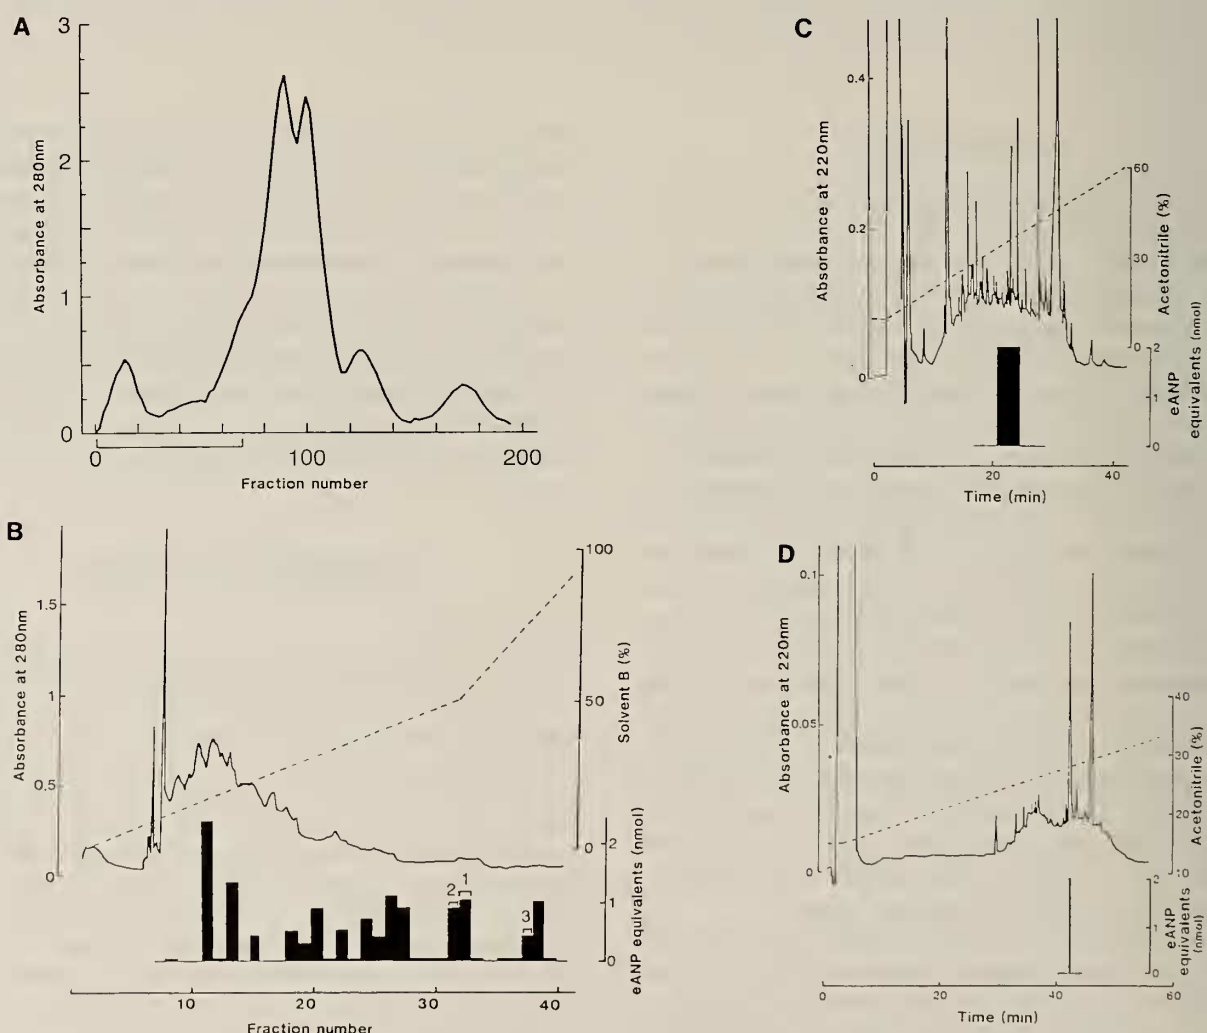 A
3
2
1
0
Absorbance at 280nm
0
100
200
Fraction number
B
1.5
1
0.5
0
Absorbance at 280nm
100
50
0
Solvent B (%)
2
1
0
eANP equivalents (nmol)
2
1
3
10
20
30
40
Fraction number
C
0.4
0.2
0
Absorbance at 220nm
60
30
0
Acetonitrile (%)
2
1
0
eANP
equivalents (nmol)
0
20
40
Time (min)
D
0.1
0.05
0
Absorbance at 220nm
40
30
20
10
Acetonitrile (%)
2
1
0
eANP
equivalents
(nmol)
0
20
40
60
Time (min)